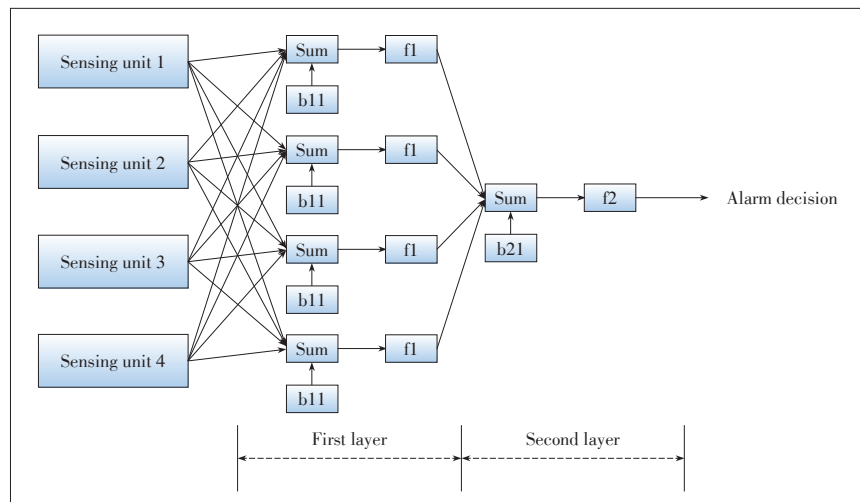 Sensing unit 1
Sum
f1
b11
Sensing unit 2
Sum
f1
b11
Sum
f2
Alarm decision
Sensing unit 3
Sum
f1
b21
b11
Sensing unit 4
Sum
f1
b11
First layer
Second layer